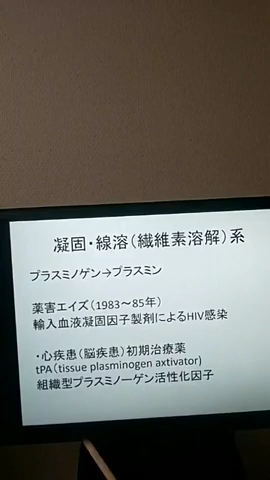 凝固・線溶(繊維素溶解)系
プラスミノゲン→プラスミン
薬害エイズ(1983〜85年)
輸入血液凝固因子製剤によるHIV感染
・心疾患(脳疾患)初期治療薬
tPA(tissue plasminogen axtivator)
組織型プラスミノーゲン活性化因子